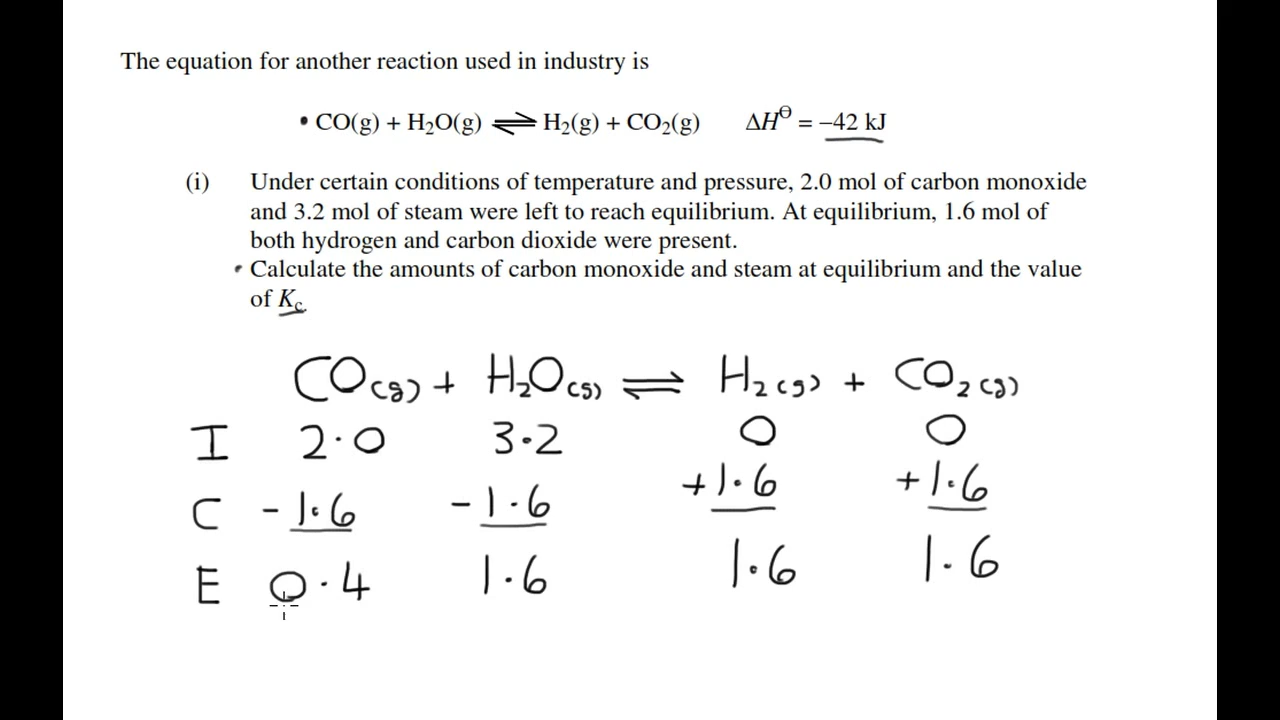 The equation for another reaction used in industry is
• CO(g) + H₂O(g) ⇌ H₂(g) + CO₂(g) ΔH⦵ = –42 kJ
(i) Under certain conditions of temperature and pressure, 2.0 mol of carbon monoxide
and 3.2 mol of steam were left to reach equilibrium. At equilibrium, 1.6 mol of
both hydrogen and carbon dioxide were present.
Calculate the amounts of carbon monoxide and steam at equilibrium and the value
of Kc.
CO(g) + H₂O(g) ⇌ H₂(g) + CO₂(g)
I 2·0 3·2 0 0
C -1·6 -1·6 +1·6 +1·6
E 0·4 1·6 1·6 1·6